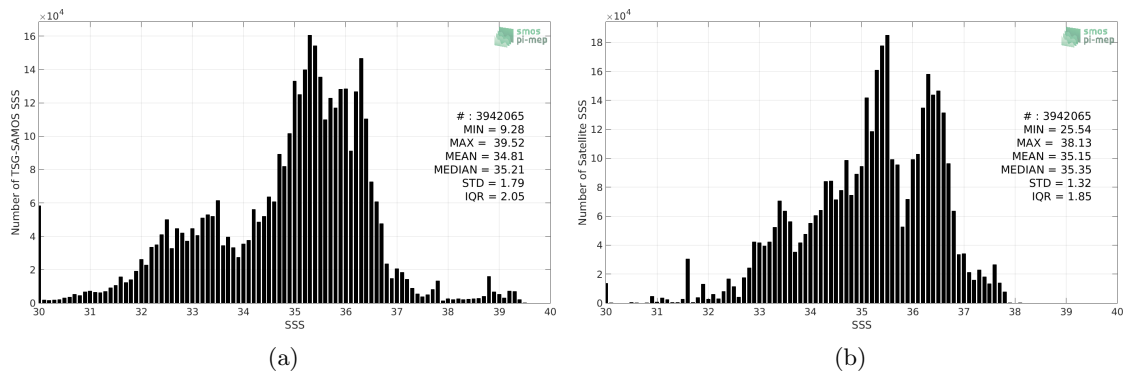 ×10⁴
smos
pi-mep
Number of TSG-SAMOS SSS
16
14
12
10
8
6
4
2
0
# : 3942065
MIN = 9.28
MAX = 39.52
MEAN = 34.81
MEDIAN = 35.21
STD = 1.79
IQR = 2.05
30 31 32 33 34 35 36 37 38 39 40
SSS
(a)
×10⁴
smos
pi-mep
Number of Satellite SSS
18
16
14
12
10
8
6
4
2
0
# : 3942065
MIN = 25.54
MAX = 38.13
MEAN = 35.15
MEDIAN = 35.35
STD = 1.32
IQR = 1.85
30 31 32 33 34 35 36 37 38 39 40
SSS
(b)